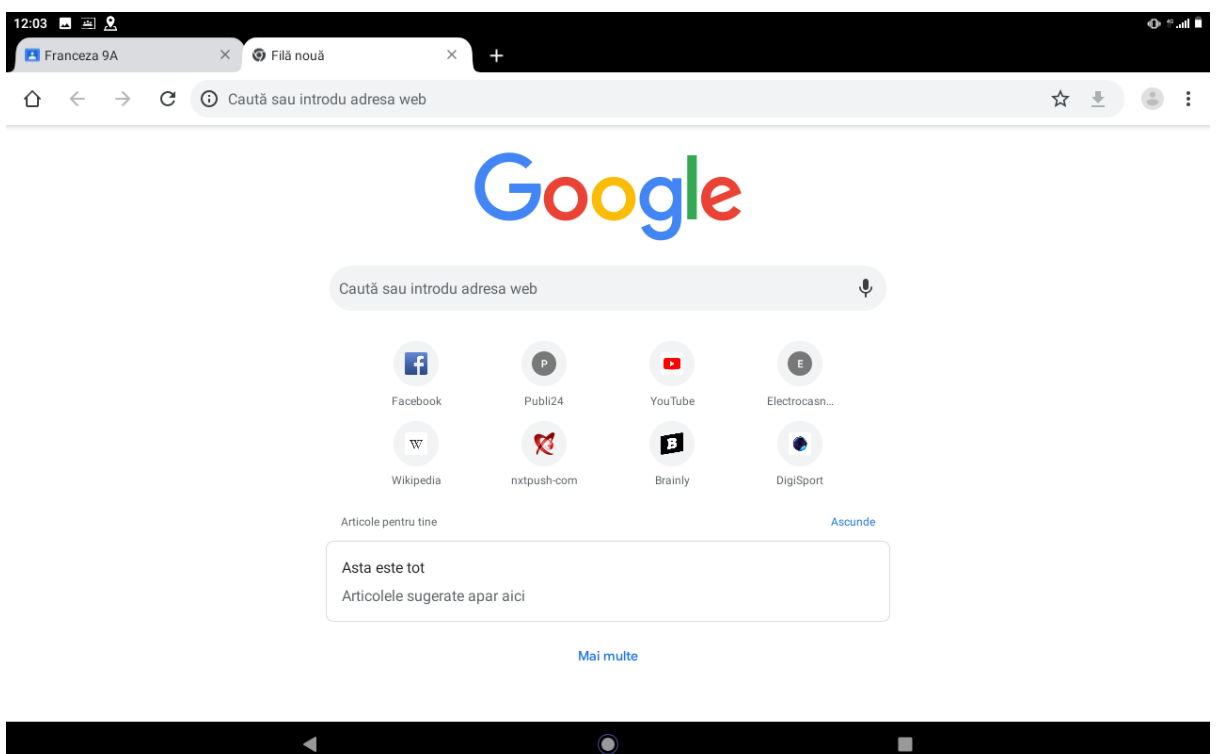 12:03
Franceza 9A
Filă nouă
Caută sau introdu adresa web
Google
Caută sau introdu adresa web
Facebook
P
Publi24
YouTube
E
Electrocasn...
W
Wikipedia
nxtpush-com
B
Brainly
DigiSport
Articole pentru tine
Ascunde
Asta este tot
Articolele sugerate apar aici
Mai multe